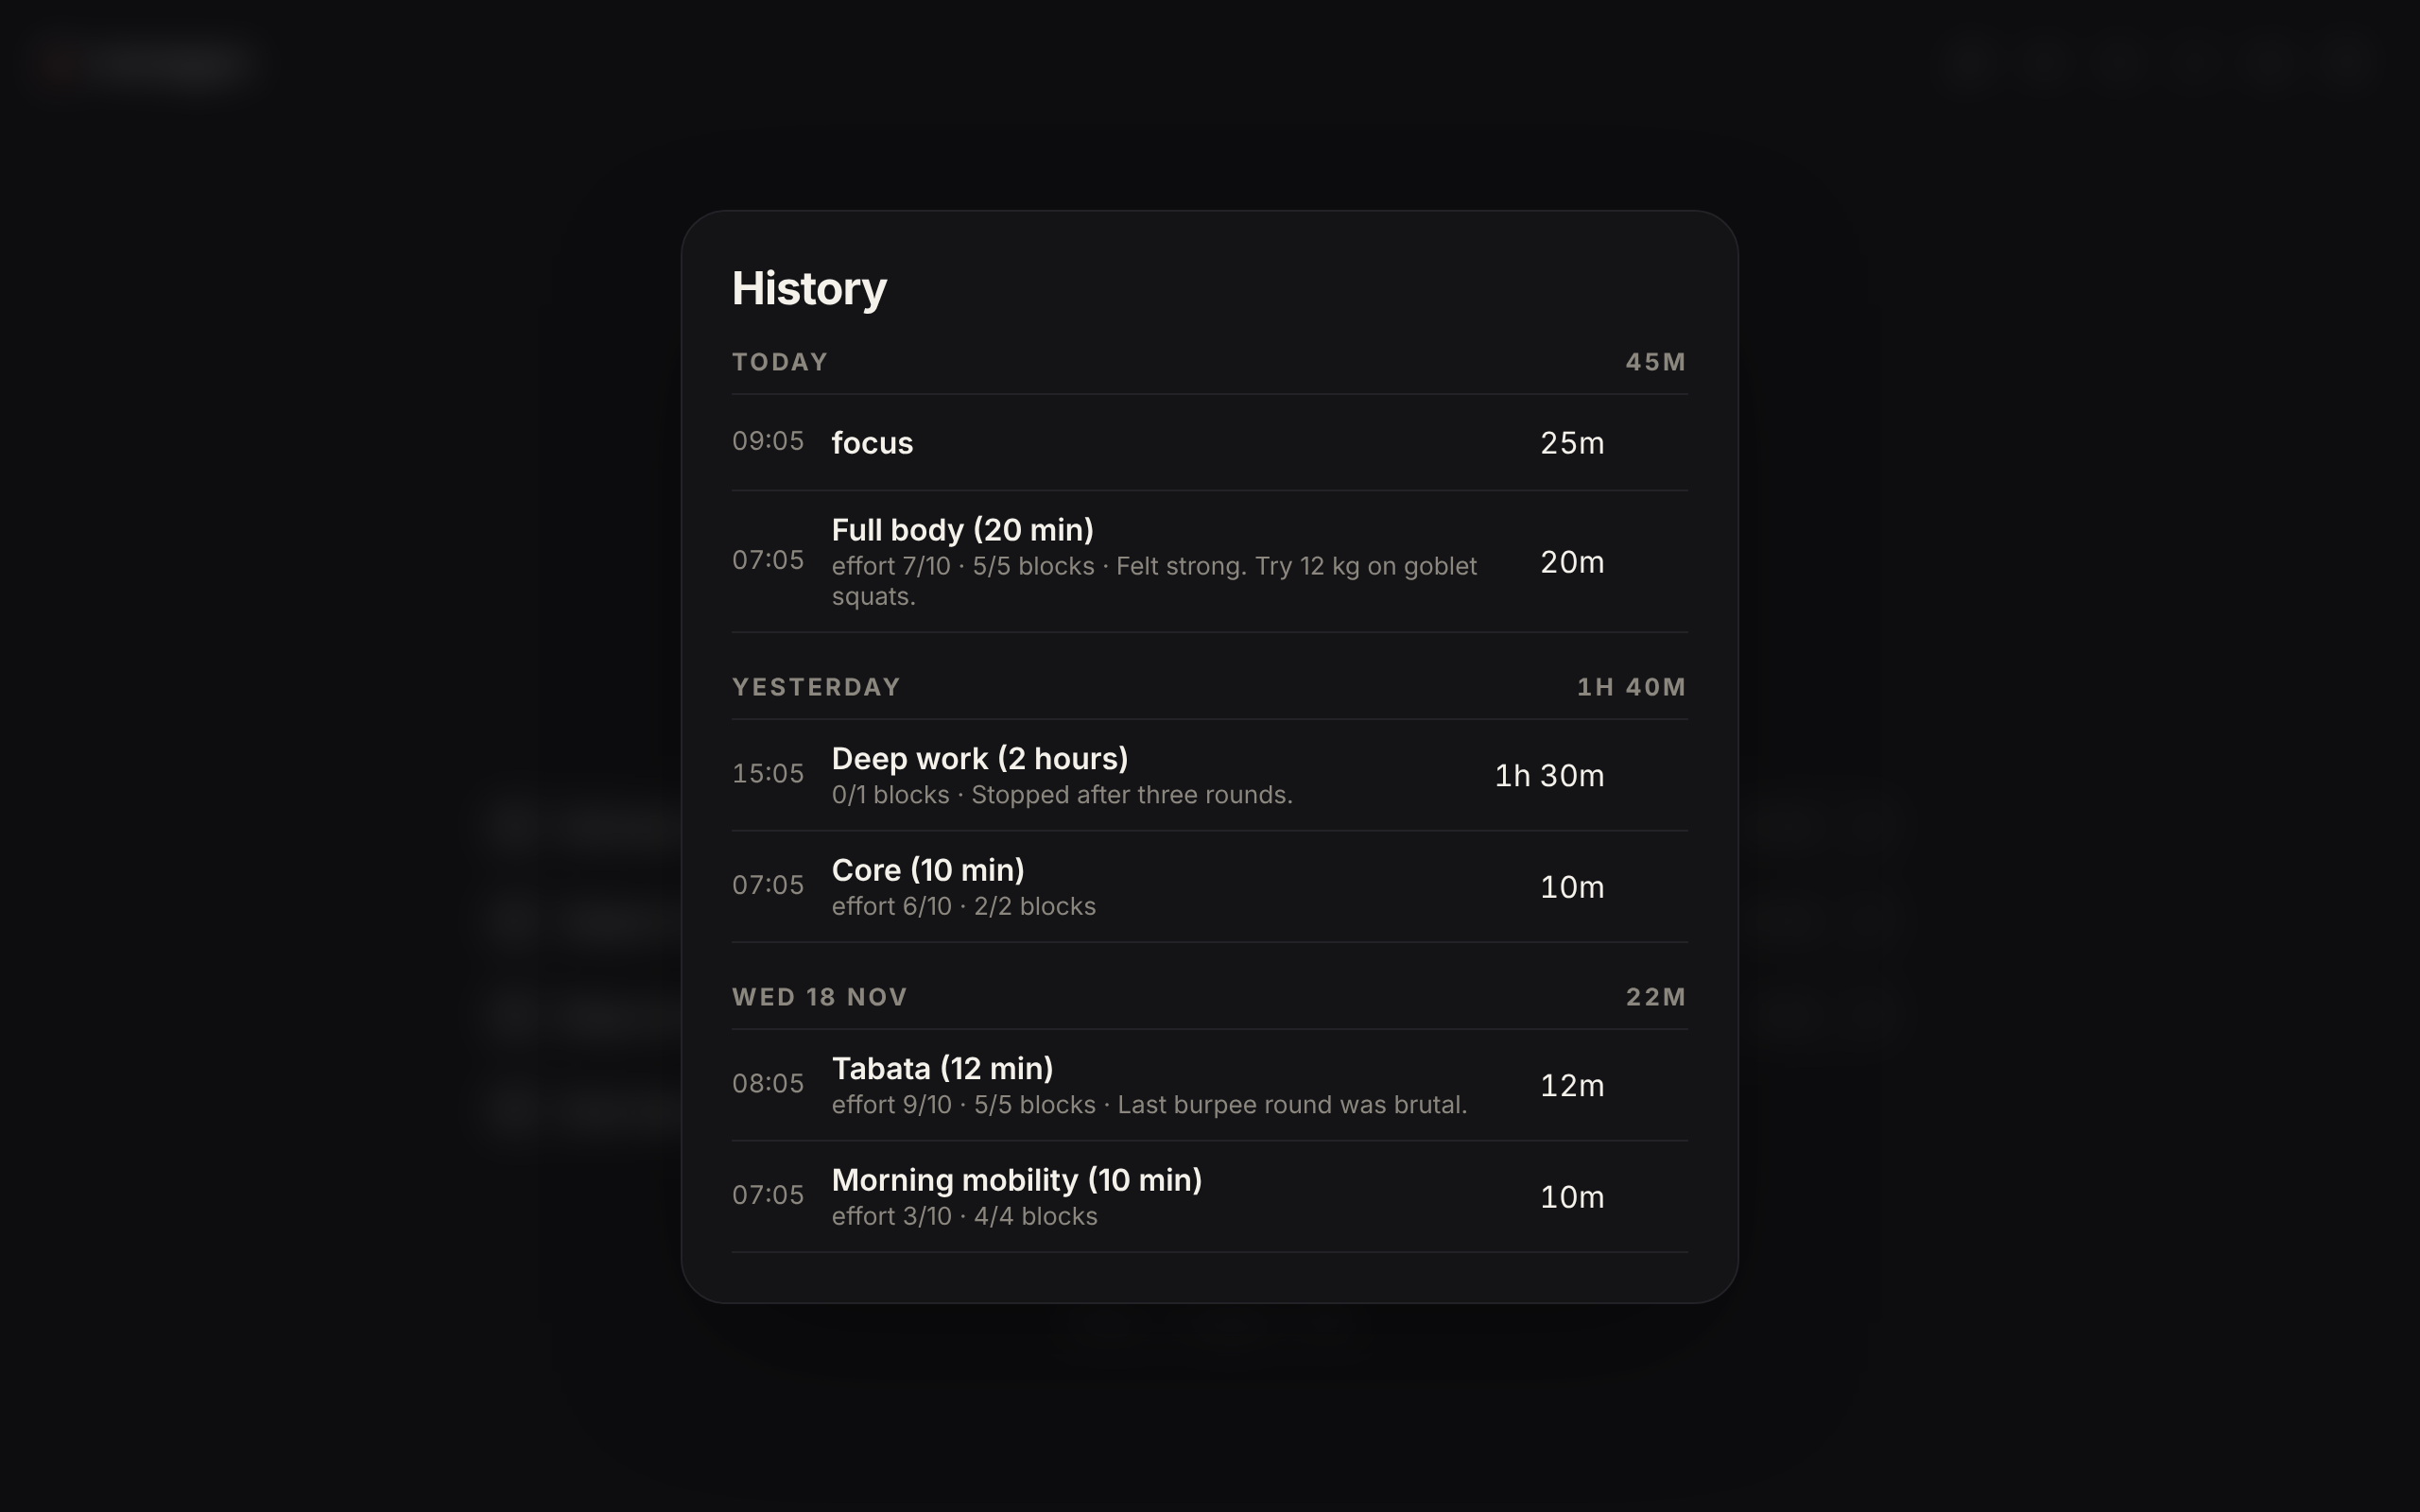 History
TODAY 45M
09:05 focus 25m
Full body (20 min)
07:05 effort 7/10 · 5/5 blocks · Felt strong. Try 12 kg on goblet 20m
squats.
YESTERDAY 1H 40M
Deep work (2 hours)
15:05 0/1 blocks · Stopped after three rounds. 1h 30m
Core (10 min)
07:05 effort 6/10 · 2/2 blocks 10m
WED 18 NOV 22M
Tabata (12 min)
08:05 effort 9/10 · 5/5 blocks · Last burpee round was brutal. 12m
Morning mobility (10 min)
07:05 effort 3/10 · 4/4 blocks 10m